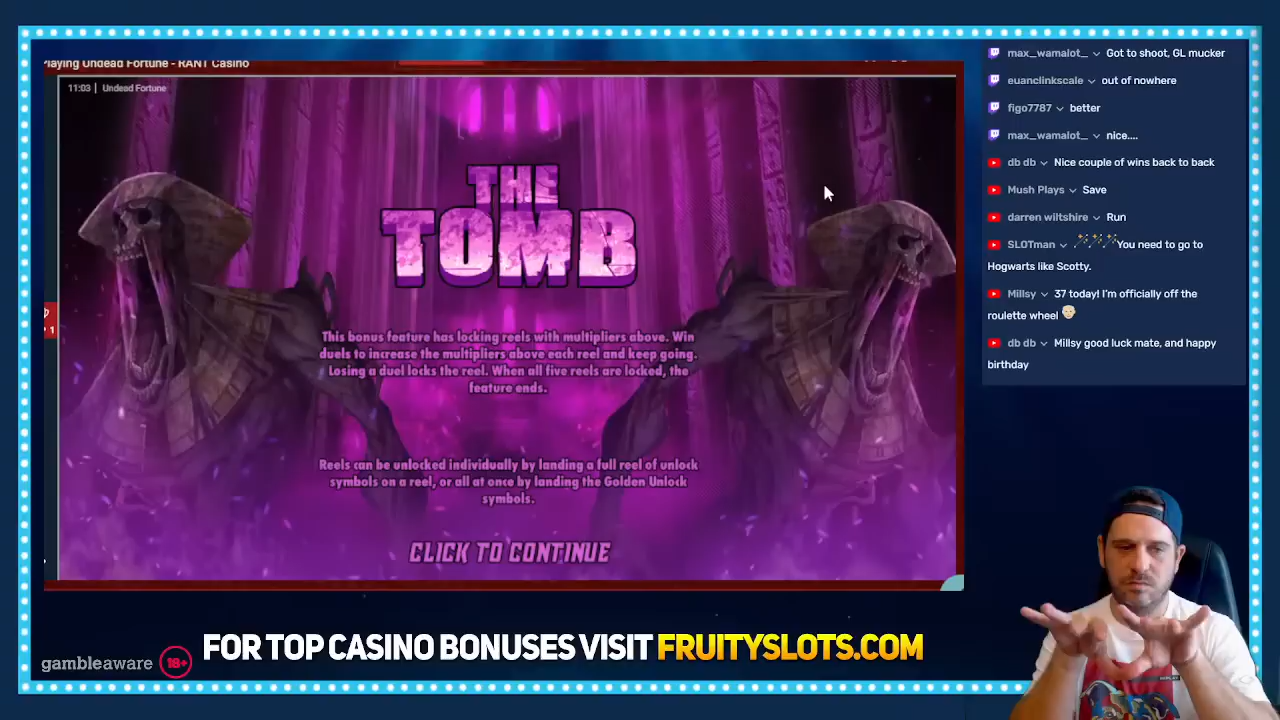 Playing Undead Fortune - RANT Casino
11:03 | Undead Fortune
THE
TOMB
This bonus feature has locking reels with multipliers above. Win
duels to increase the multipliers above each reel and keep going.
Losing a duel locks the reel. When all five reels are locked, the
feature ends.
Reels can be unlocked individually by landing a full reel of unlock
symbols on a reel, or all at once by landing the Golden Unlock
symbols.
CLICK TO CONTINUE
1
max_wamalot_ Got to shoot, GL mucker
euanclinkscale out of nowhere
figo7787 better
max_wamalot_ nice....
db db Nice couple of wins back to back
Mush Plays Save
darren wiltshire Run
SLOTman You need to go to
Hogwarts like Scotty.
Millsy 37 today! I'm officially off the
roulette wheel
db db Millsy good luck mate, and happy
birthday
gambleaware 18+
FOR TOP CASINO BONUSES VISIT FRUITYSLOTS.COM